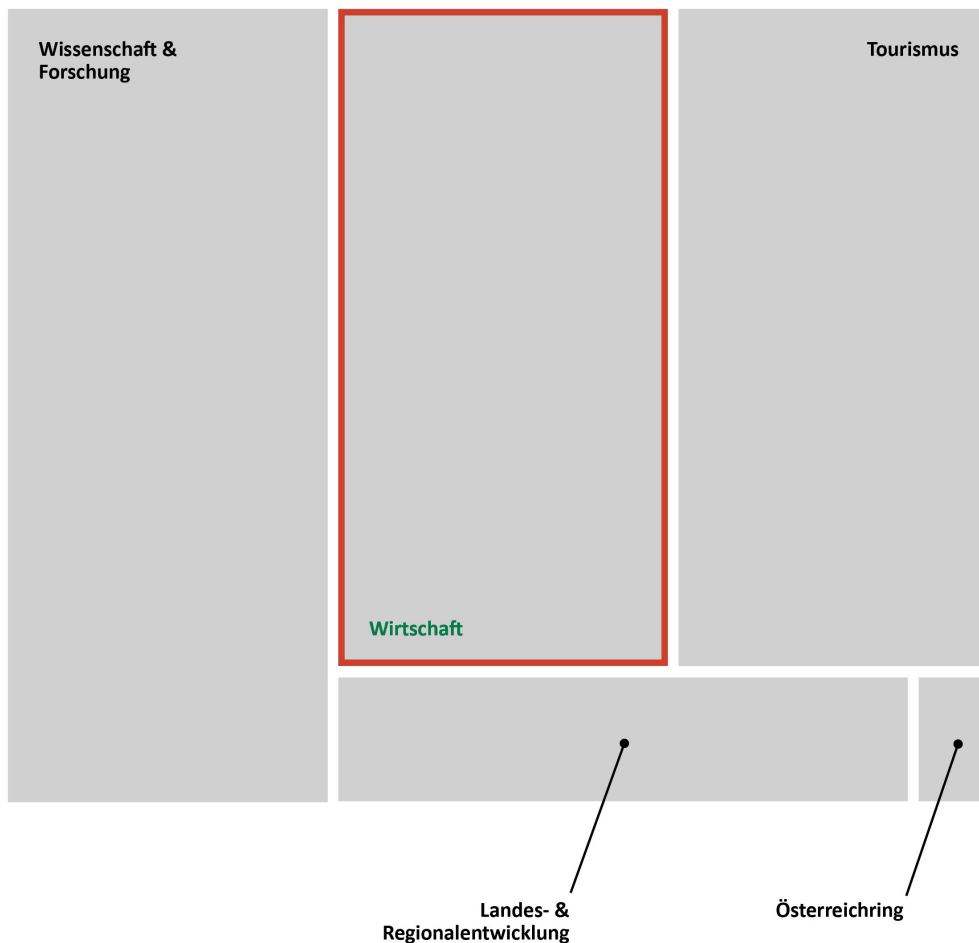 Wissenschaft &
Forschung
Tourismus
Wirtschaft
Landes- &
Regionalentwicklung
Österreichring